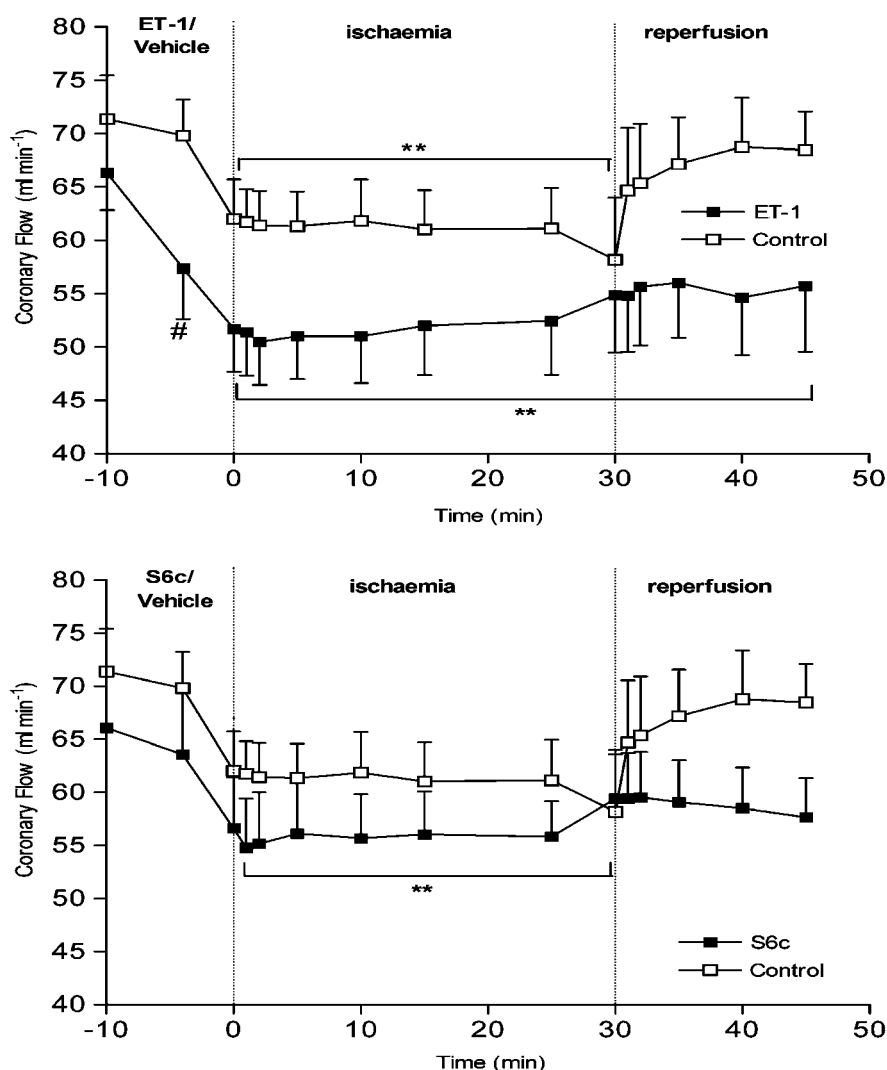 ET-1/
Vehicle
ischaemia
reperfusion
80
75
70
65
60
55
50
45
40
Coronary Flow (ml min⁻¹)
**
#
**
ET-1
Control
-10
0
10
20
30
40
50
Time (min)
S6c/
Vehicle
ischaemia
reperfusion
80
75
70
65
60
55
50
45
40
Coronary Flow (ml min⁻¹)
**
S6c
Control
-10
0
10
20
30
40
50
Time (min)